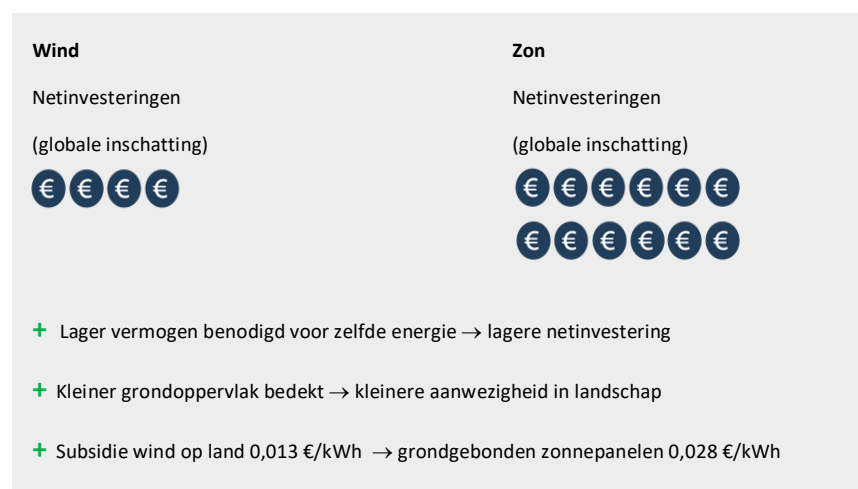 Wind
Netinvesteringen
(globale inschatting)
€ € € €
Zon
Netinvesteringen
(globale inschatting)
€ € € € € €
€ € € € € €
+ Lager vermogen benodigd voor zelfde energie → lagere netinvestering
+ Kleiner grondoppervlak bedekt → kleinere aanwezigheid in landschap
+ Subsidie wind op land 0,013 €/kWh → grondgebonden zonnepanelen 0,028 €/kWh